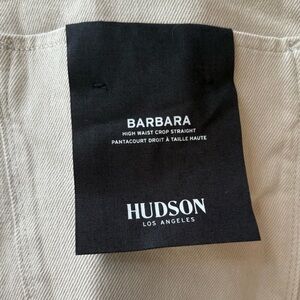 BARBARA
HIGH WAIST CROP STRAIGHT
PANTACOURT DROIT À TAILLE HAUTE
HUDSON
LOS ANGELES